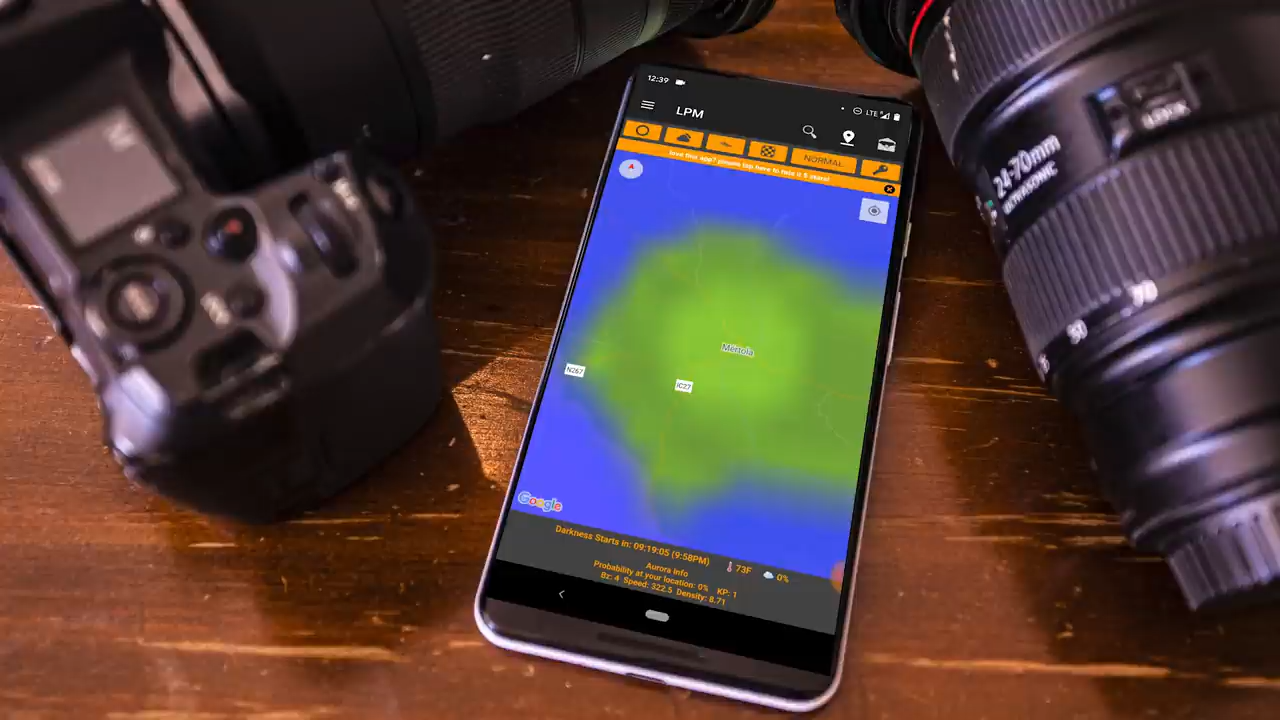 12:39
LTE
LPM
NORMAL
love this app? please tap here to rate it 5 stars!
Mértola
N267
IC27
Google
Darkness Starts in: 09:19:05 (9:58PM)
73F
0%
Aurora Info
Probability at your location: 0% KP: 1
Bz: 4 Speed: 322.5 Density: 8.71
24-70mm
ULTRASONIC
70
50